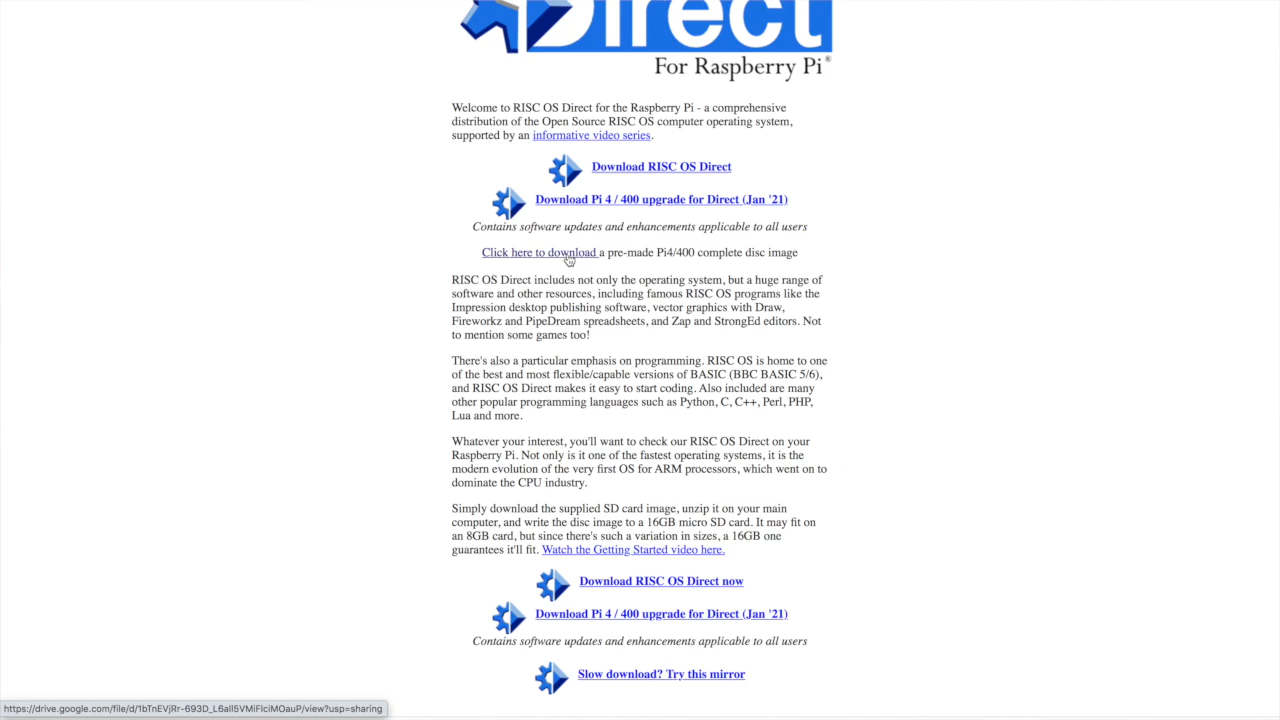 Direct
For Raspberry Pi®
Welcome to RISC OS Direct for the Raspberry Pi - a comprehensive
distribution of the Open Source RISC OS computer operating system,
supported by an informative video series.
Download RISC OS Direct
Download Pi 4 / 400 upgrade for Direct (Jan '21)
Contains software updates and enhancements applicable to all users
Click here to download a pre-made Pi4/400 complete disc image
RISC OS Direct includes not only the operating system, but a huge range of
software and other resources, including famous RISC OS programs like the
Impression desktop publishing software, vector graphics with Draw,
Fireworkz and PipeDream spreadsheets, and Zap and StrongEd editors. Not
to mention some games too!
There's also a particular emphasis on programming. RISC OS is home to one
of the best and most flexible/capable versions of BASIC (BBC BASIC 5/6),
and RISC OS Direct makes it easy to start coding. Also included are many
other popular programming languages such as Python, C, C++, Perl, PHP,
Lua and more.
Whatever your interest, you'll want to check our RISC OS Direct on your
Raspberry Pi. Not only is it one of the fastest operating systems, it is the
modern evolution of the very first OS for ARM processors, which went on to
dominate the CPU industry.
Simply download the supplied SD card image, unzip it on your main
computer, and write the disc image to a 16GB micro SD card. It may fit on
an 8GB card, but since there's such a variation in sizes, a 16GB one
guarantees it'll fit. Watch the Getting Started video here.
Download RISC OS Direct now
Download Pi 4 / 400 upgrade for Direct (Jan '21)
Contains software updates and enhancements applicable to all users
Slow download? Try this mirror
https://drive.google.com/file/d/1bTnEVjRr-693D_L6all5VMiFlciMOauP/view?usp=sharing